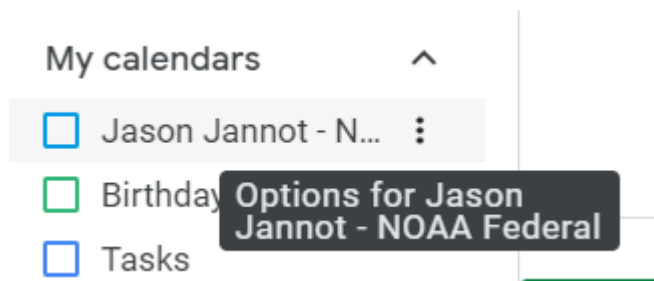 My calendars
Jason Jannot - N...
Birthday
Options for Jason
Jannot - NOAA Federal
Tasks